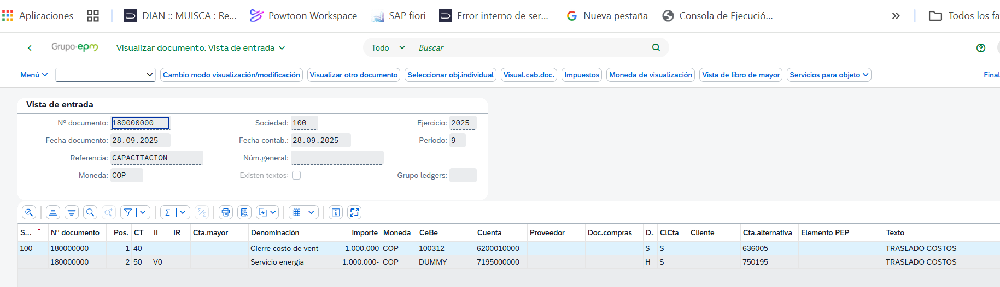 Aplicaciones DIAN :: MUISCA : Re... Powtoon Workspace SAP fiori Error interno de ser... Nueva pestaña Consola de Ejecució... » Todos los fa
Grupo·epm Visualizar documento: Vista de entrada Todo Buscar
Menú Cambio modo visualización/modificación Visualizar otro documento Seleccionar obj.individual Visual.cab.doc. Impuestos Moneda de visualización Vista de libro de mayor Servicios para objeto Final
Vista de entrada
Nº documento: 180000000 Sociedad: 100 Ejercicio: 2025
Fecha documento: 28.09.2025 Fecha contab.: 28.09.2025 Período: 9
Referencia: CAPACITACION Núm.general:
Moneda: COP Existen textos: Grupo ledgers:
S... Nº documento Pos. CT II IR Cta.mayor Denominación Importe Moneda CeBe Cuenta Proveedor Doc.compras D.. ClCta Cliente Cta.alternativa Elemento PEP Texto
100 180000000 1 40 Cierre costo de vent 1.000.000 COP 100312 6200010000 S S 636005 TRASLADO COSTOS
180000000 2 50 V0 Servicio energia 1.000.000- COP DUMMY 7195000000 H S 750195 TRASLADO COSTOS